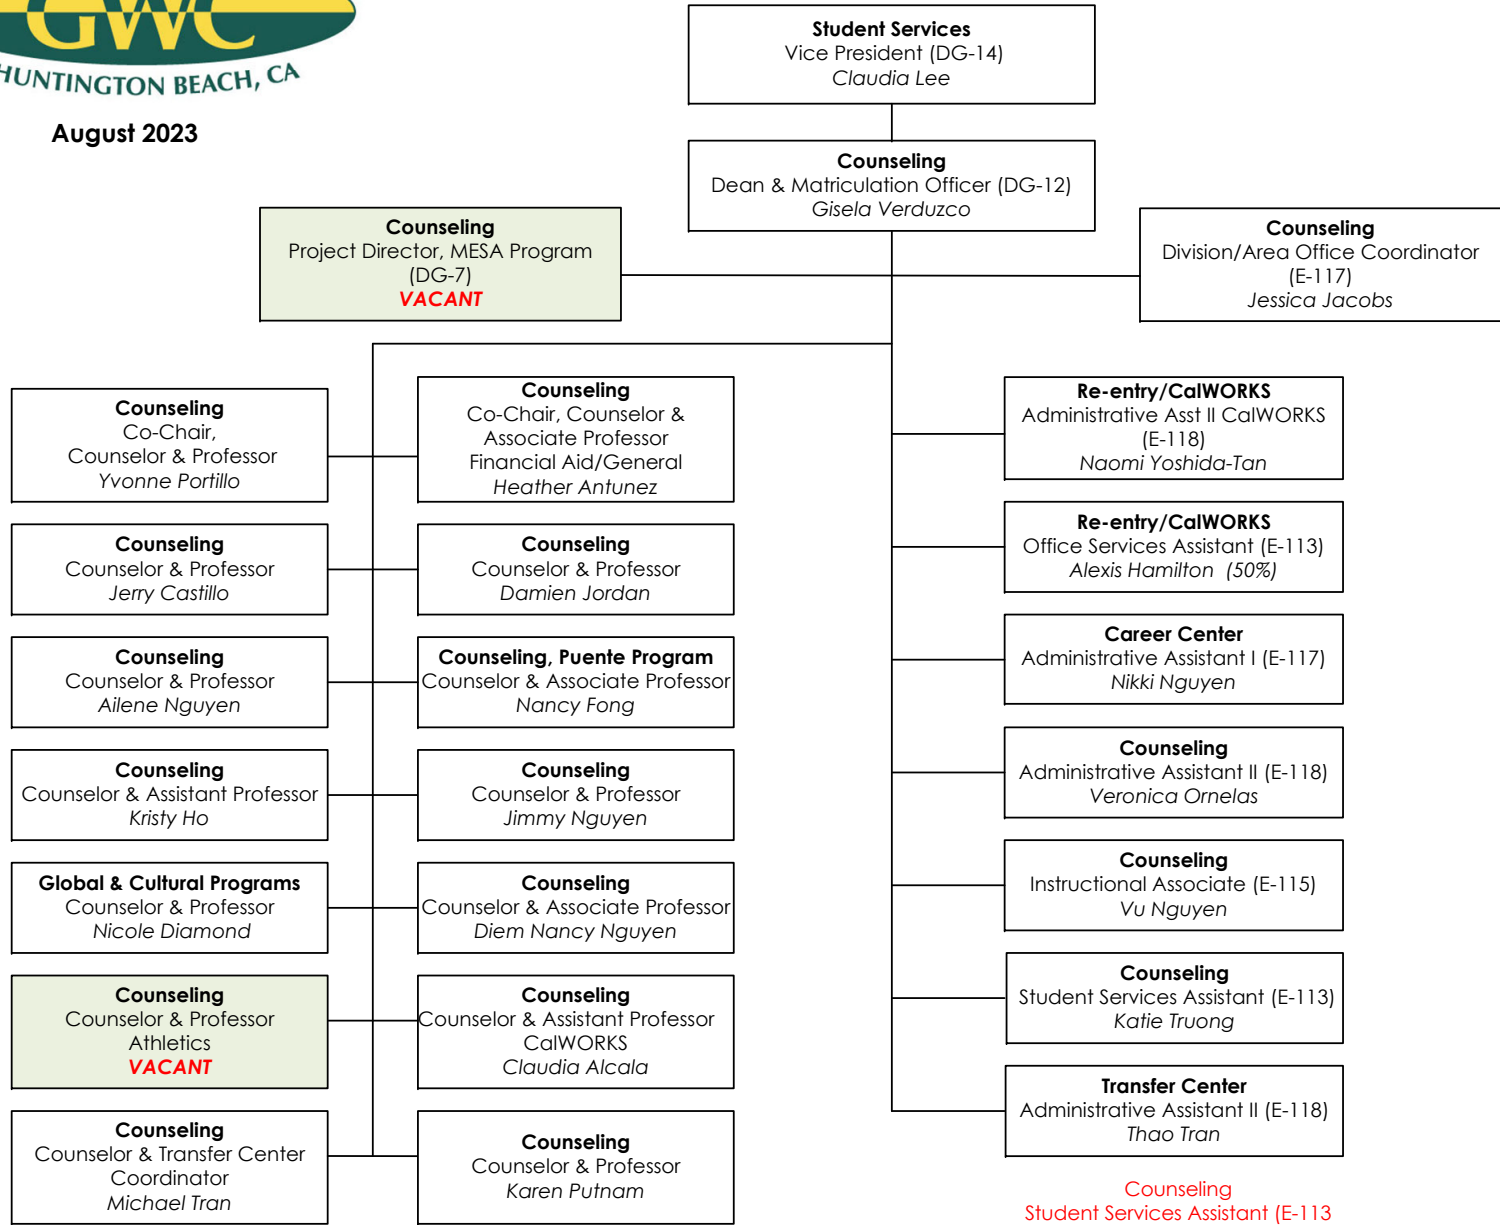 GWC
HUNTINGTON BEACH, CA
August 2023
Student Services
Vice President (DG-14)
Claudia Lee
Counseling
Dean & Matriculation Officer (DG-12)
Gisela Verduzco
Counseling
Project Director, MESA Program
(DG-7)
VACANT
Counseling
Division/Area Office Coordinator
(E-117)
Jessica Jacobs
Counseling
Co-Chair,
Counselor & Professor
Yvonne Portillo
Counseling
Co-Chair, Counselor &
Associate Professor
Financial Aid/General
Heather Antunez
Counseling
Counselor & Professor
Jerry Castillo
Counseling
Counselor & Professor
Damien Jordan
Counseling
Counselor & Professor
Ailene Nguyen
Counseling, Puente Program
Counselor & Associate Professor
Nancy Fong
Counseling
Counselor & Assistant Professor
Kristy Ho
Counseling
Counselor & Professor
Jimmy Nguyen
Global & Cultural Programs
Counselor & Professor
Nicole Diamond
Counseling
Counselor & Associate Professor
Diem Nancy Nguyen
Counseling
Counselor & Professor
Athletics
VACANT
Counseling
Counselor & Assistant Professor
CalWORKS
Claudia Alcala
Counseling
Counselor & Transfer Center
Coordinator
Michael Tran
Counseling
Counselor & Professor
Karen Putnam
Re-entry/CalWORKS
Administrative Asst II CalWORKS
(E-118)
Naomi Yoshida-Tan
Re-entry/CalWORKS
Office Services Assistant (E-113)
Alexis Hamilton (50%)
Career Center
Administrative Assistant I (E-117)
Nikki Nguyen
Counseling
Administrative Assistant II (E-118)
Veronica Ornelas
Counseling
Instructional Associate (E-115)
Vu Nguyen
Counseling
Student Services Assistant (E-113)
Katie Truong
Transfer Center
Administrative Assistant II (E-118)
Thao Tran
Counseling
Student Services Assistant (E-113